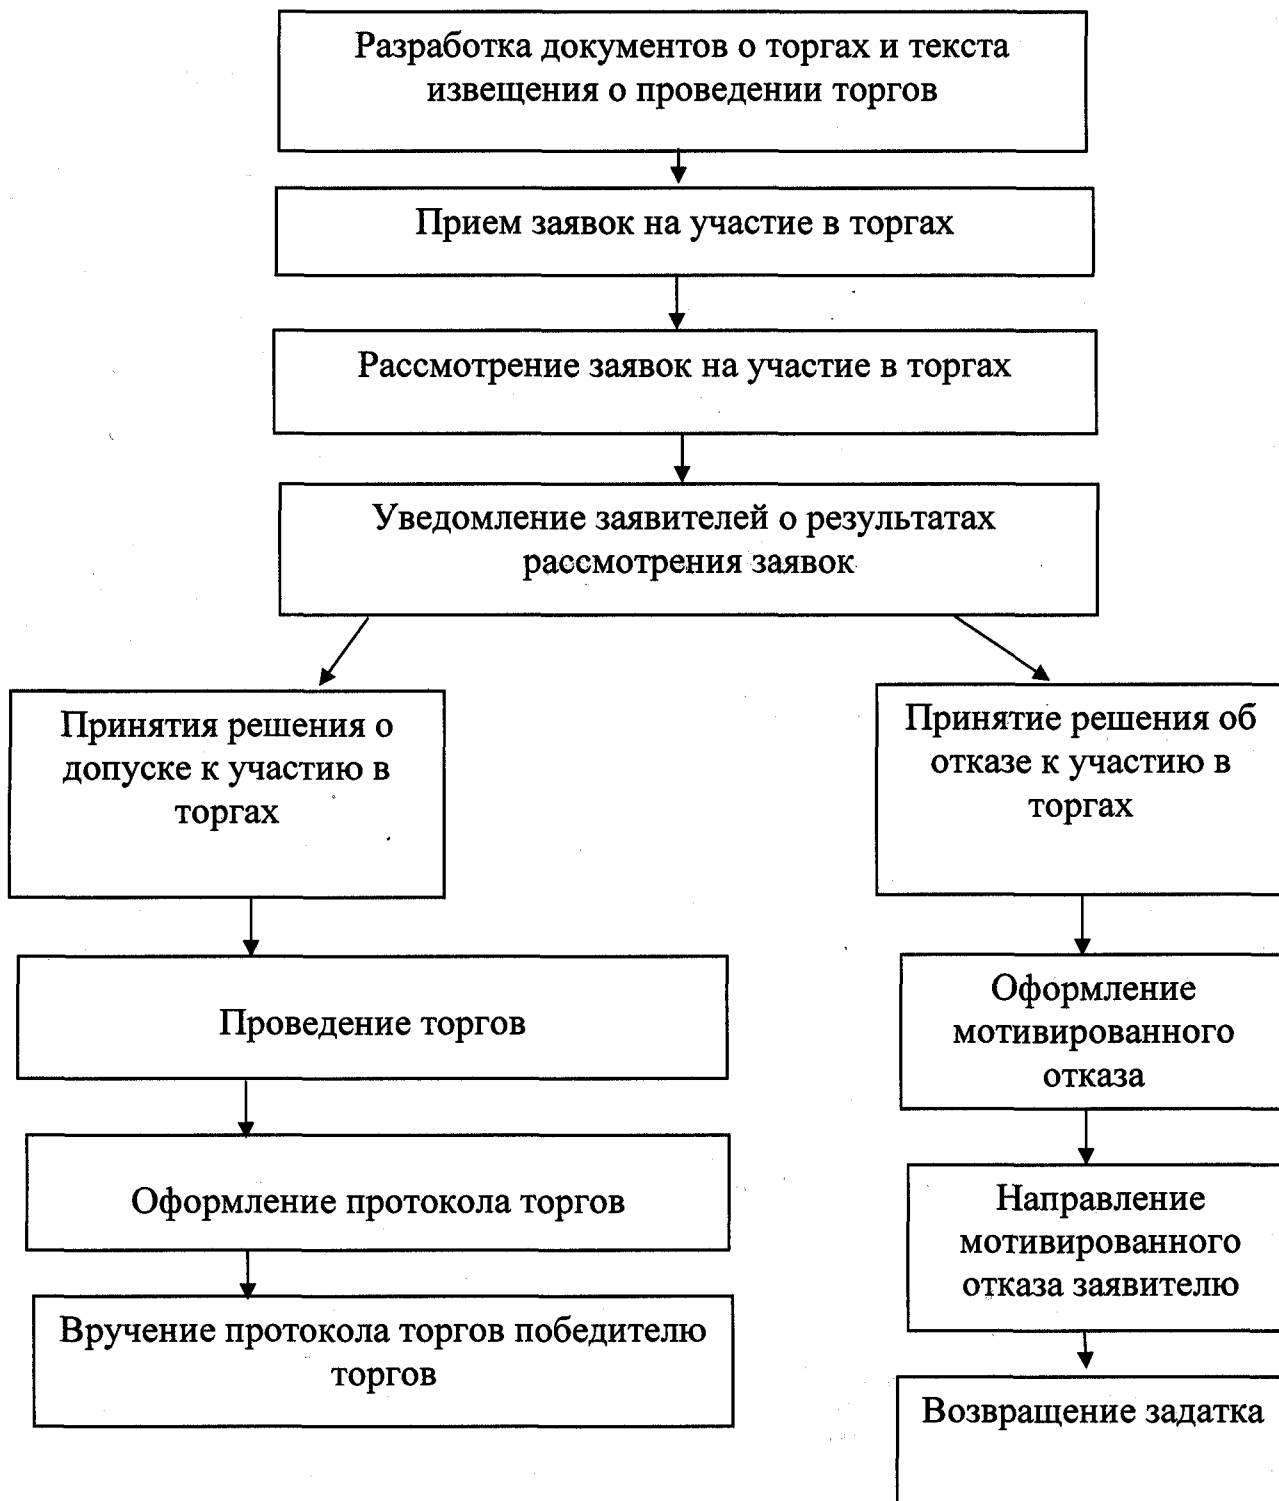 Разработка документов о торгах и текста
извещения о проведении торгов
Прием заявок на участие в торгах
Рассмотрение заявок на участие в торгах
Уведомление заявителей о результатах
рассмотрения заявок
Принятия решения о
допуске к участию в
торгах
Проведение торгов
Оформление протокола торгов
Вручение протокола торгов победителю
торгов
Принятие решения об
отказе к участию в
торгах
Оформление
мотивированного
отказа
Направление
мотивированного
отказа заявителю
Возвращение задатка